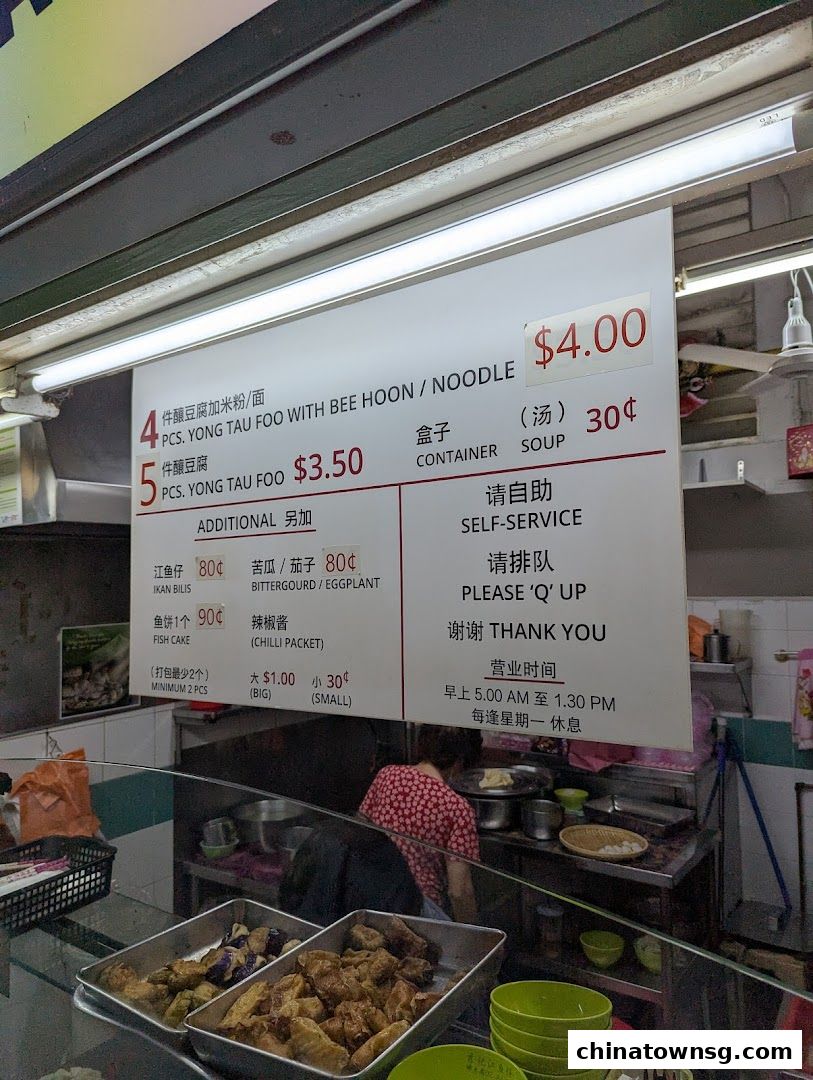 4 件釀豆腐加米粉/面
PCS. YONG TAU FOO WITH BEE HOON / NOODLE $4.00
5 件釀豆腐
PCS. YONG TAU FOO $3.50
盒子 (汤) 30¢
CONTAINER SOUP
ADDITIONAL 另加
江鱼仔 80¢
IKAN BILIS
苦瓜 / 茄子 80¢
BITTERGOURD / EGGPLANT
鱼饼1个 90¢
FISH CAKE
辣椒酱
(CHILLI PACKET)
(打包最少2个)
MINIMUM 2 PCS
大 $1.00 小 30¢
(BIG) (SMALL)
请自助
SELF-SERVICE
请排队
PLEASE ‘Q’ UP
谢谢 THANK YOU
营业时间
早上 5.00 AM 至 1.30 PM
每逢星期一 休息
chinatownsg.com